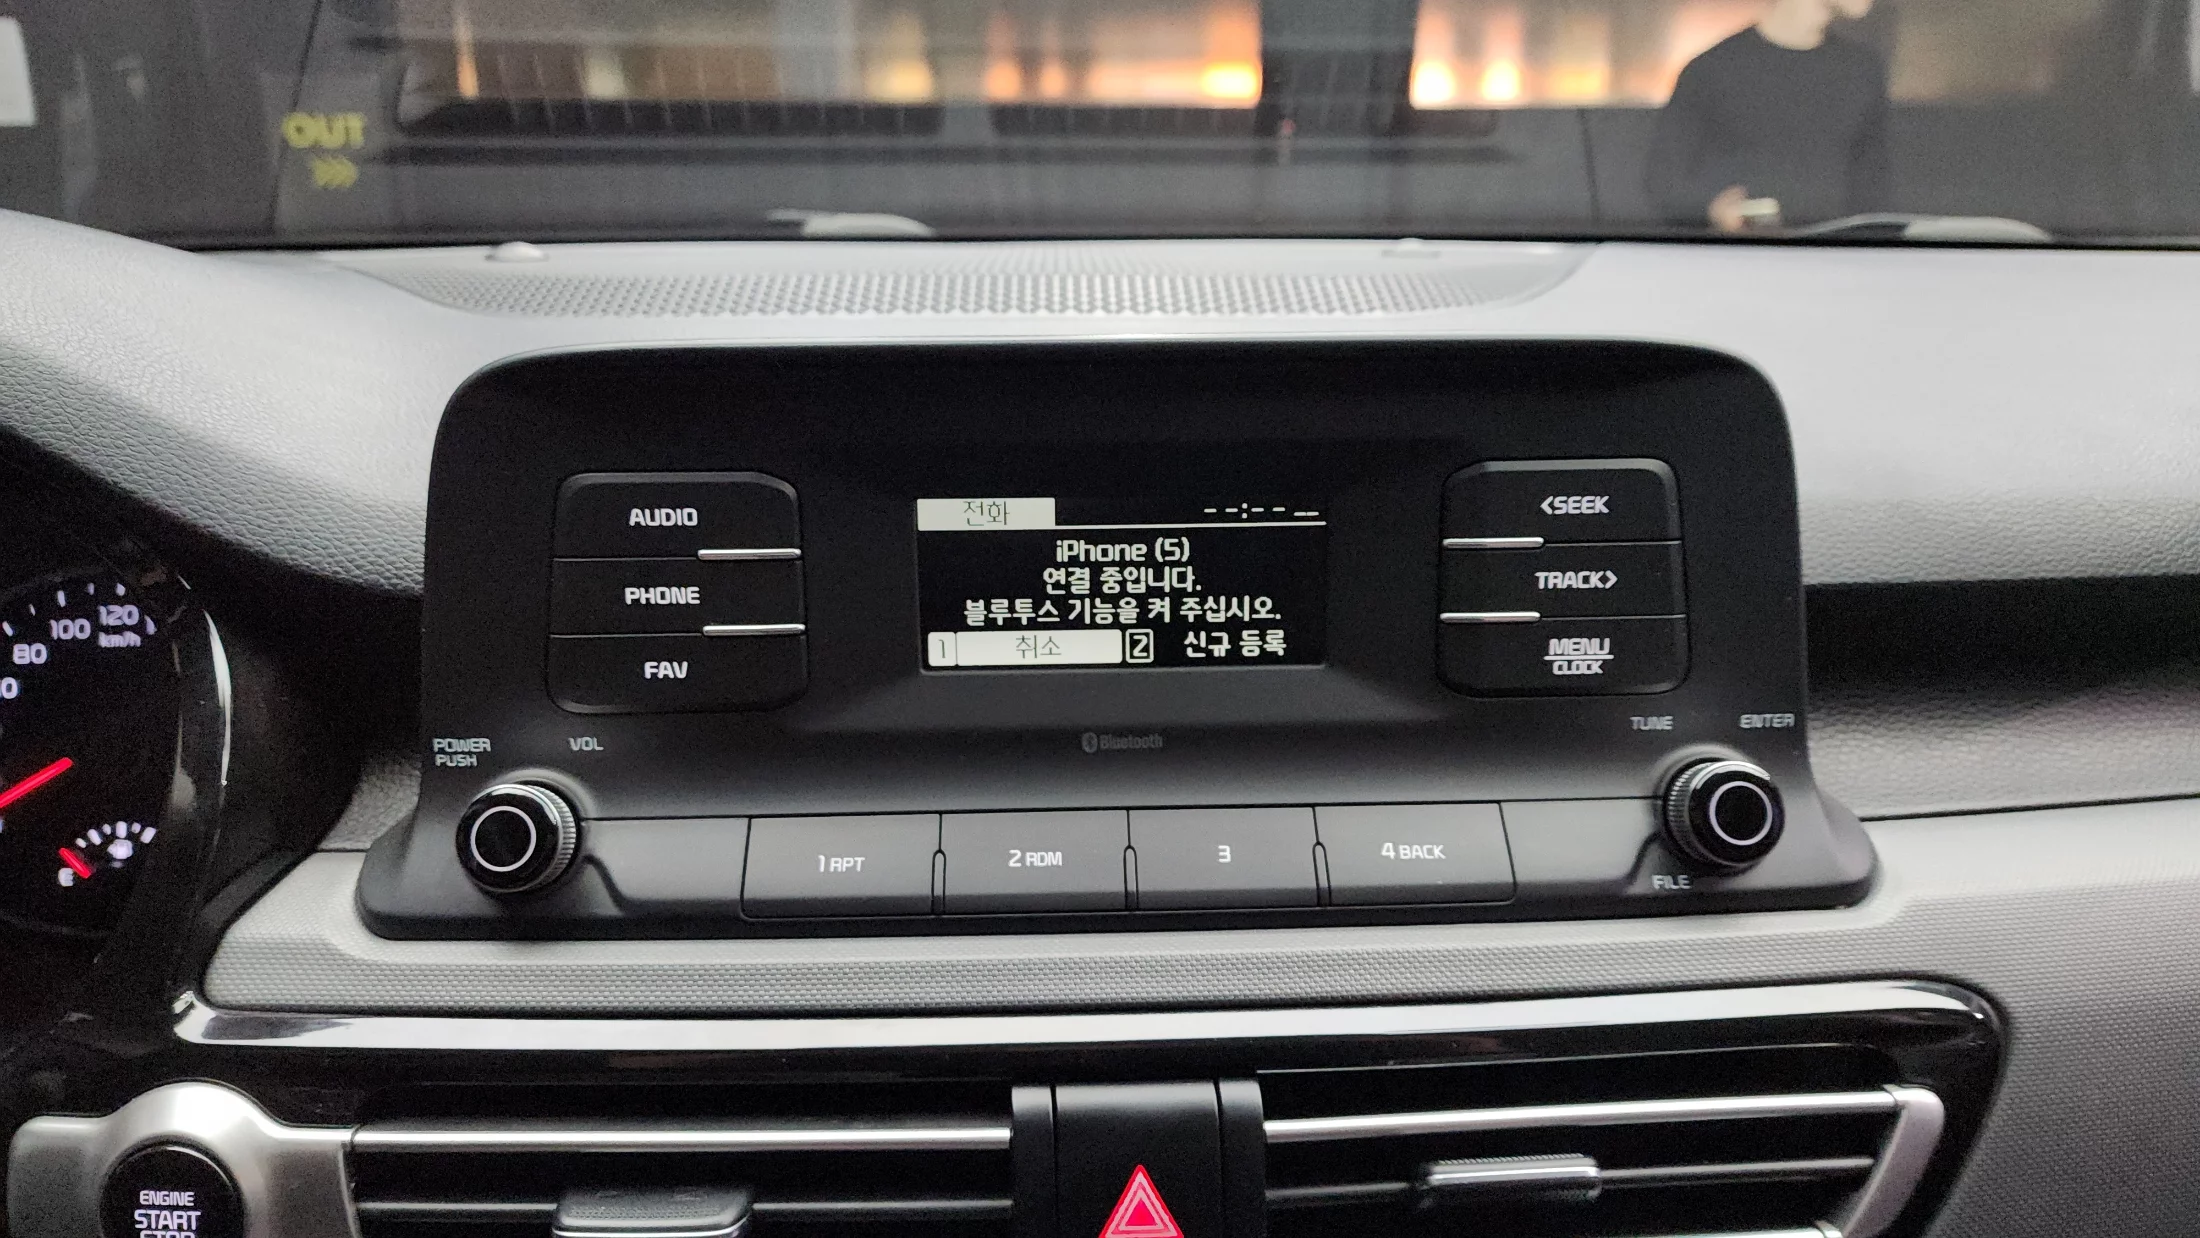 OUT
>>>
AUDIO
PHONE
FAV
전화
--:-- __
iPhone (5)
연결 중입니다.
블루투스 기능을 켜 주십시오.
1 취소 2 신규 등록
<SEEK
TRACK>
MENU
CLOCK
POWER
PUSH
VOL
Bluetooth
TUNE
ENTER
1 RPT
2 RDM
3
4 BACK
FILE
80
100
120
km/h
E
ENGINE
START
STOP